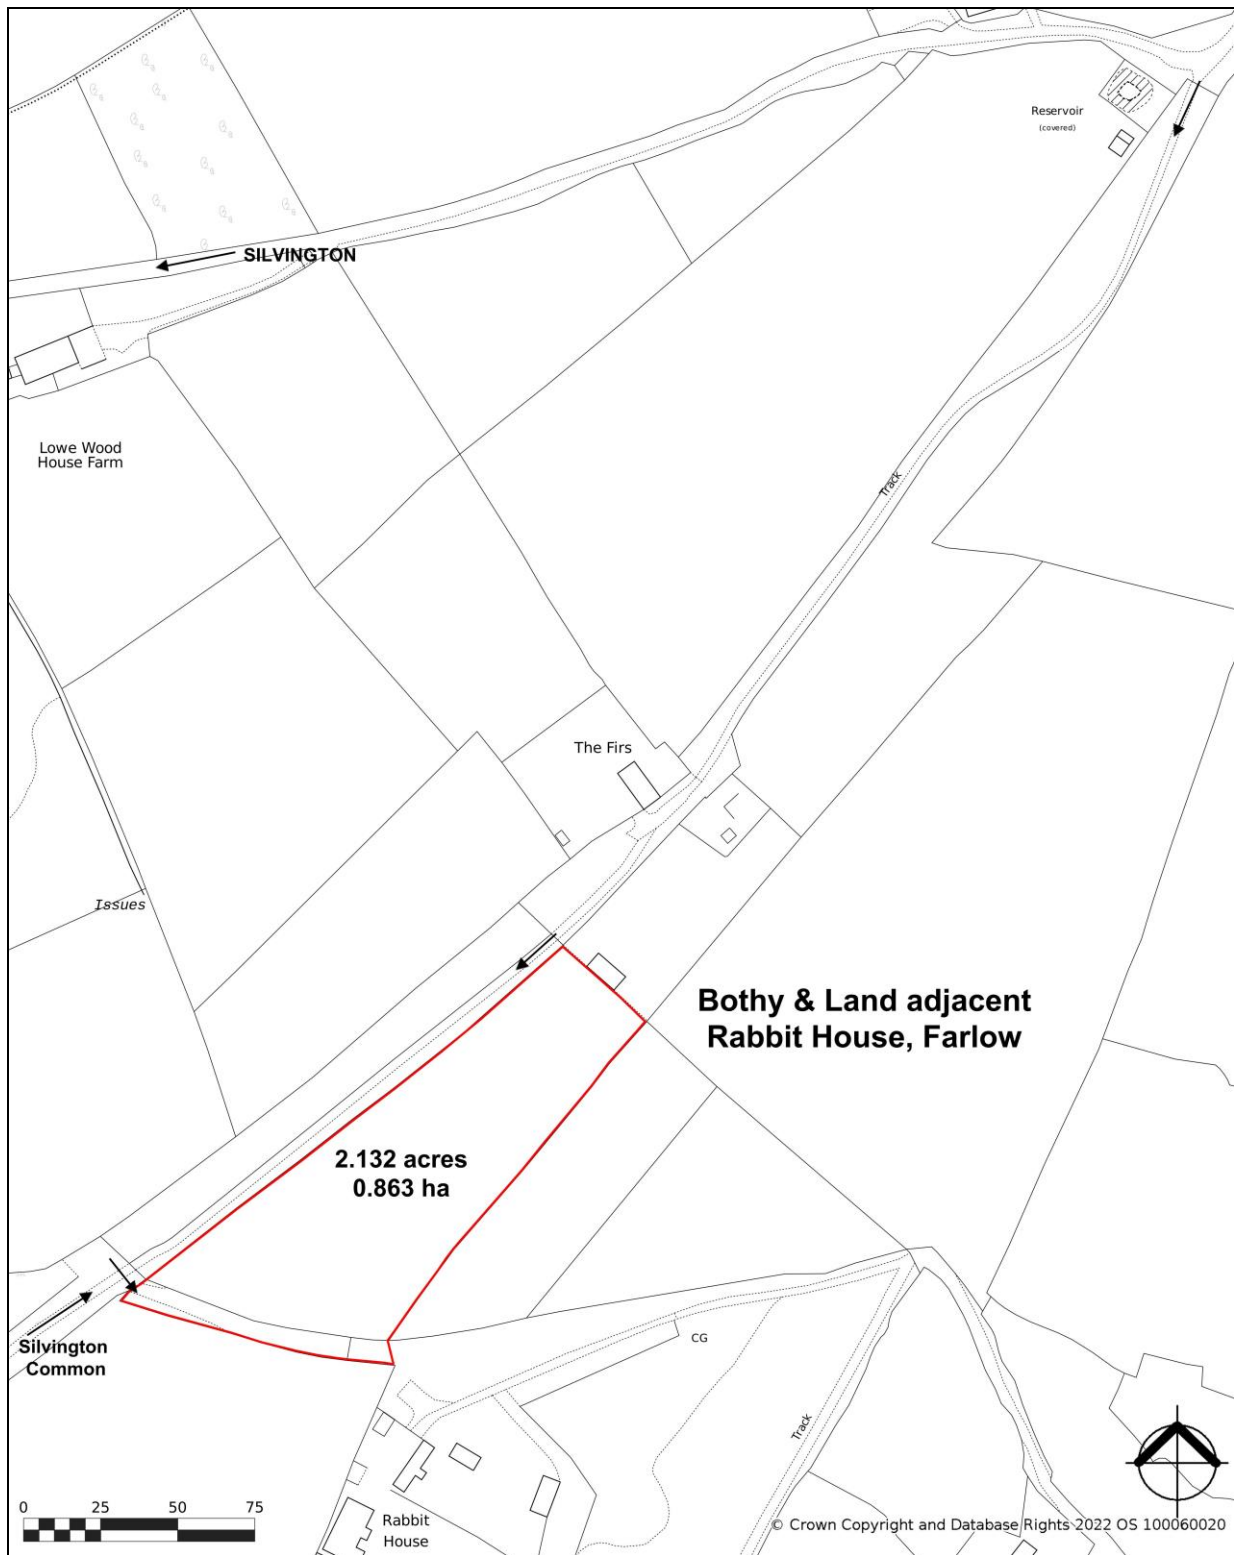 Reservoir
(covered)
SILVINGTON
Lowe Wood
House Farm
Track
The Firs
Issues
Bothy & Land adjacent
Rabbit House, Farlow
2.132 acres
0.863 ha
Silvington
Common
CG
Track
0 25 50 75
Rabbit
House
© Crown Copyright and Database Rights 2022 OS 100060020